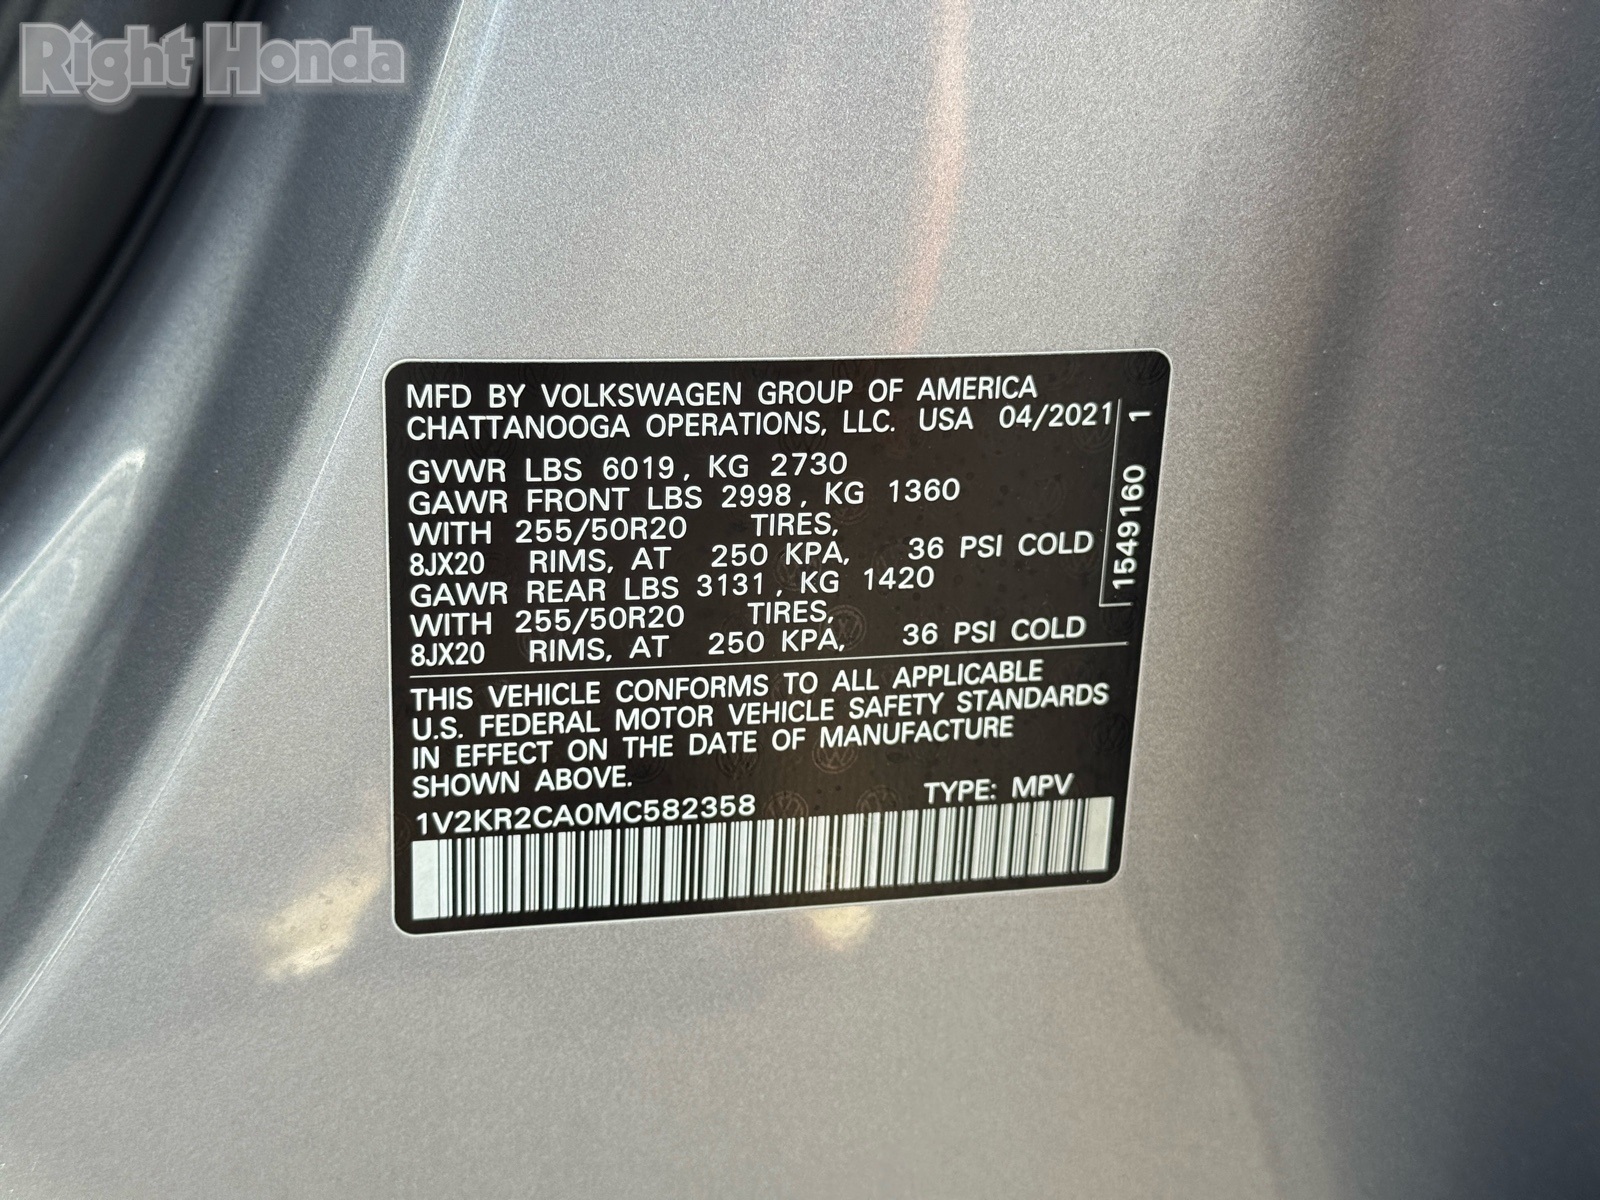 Right Honda
MFD BY VOLKSWAGEN GROUP OF AMERICA
CHATTANOOGA OPERATIONS, LLC. USA 04/2021
GVWR LBS 6019, KG 2730
GAWR FRONT LBS 2998, KG 1360
WITH 255/50R20 TIRES,
8JX20 RIMS, AT 250 KPA, 36 PSI COLD
GAWR REAR LBS 3131, KG 1420
WITH 255/50R20 TIRES,
8JX20 RIMS, AT 250 KPA, 36 PSI COLD
1549160 1
THIS VEHICLE CONFORMS TO ALL APPLICABLE
U.S. FEDERAL MOTOR VEHICLE SAFETY STANDARDS
IN EFFECT ON THE DATE OF MANUFACTURE
SHOWN ABOVE.
1V2KR2CA0MC582358 TYPE: MPV